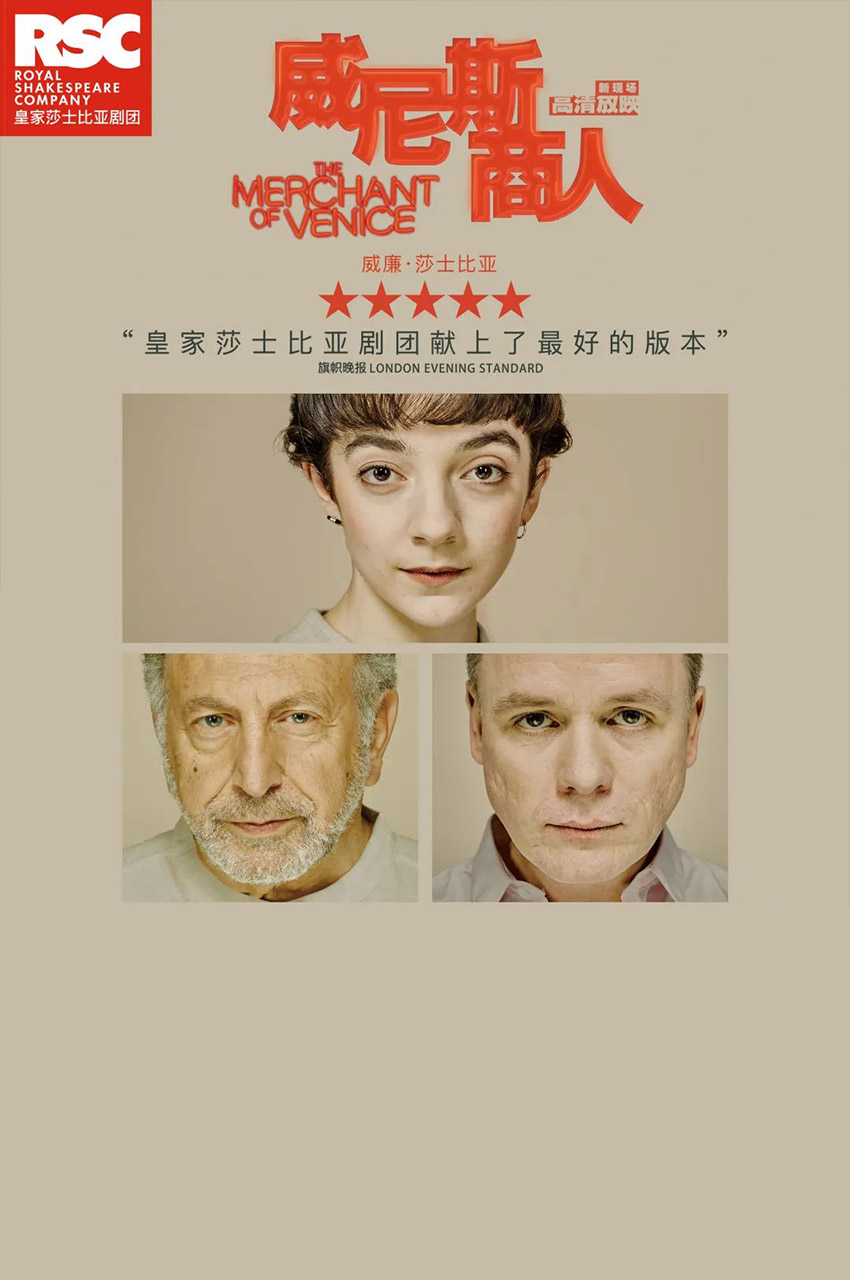 RSC
ROYAL
SHAKESPEARE
COMPANY
皇家莎士比亚剧团
威尼斯
商人
新现场
高清放映
THE
MERCHANT
OF VENICE
威廉·莎士比亚
“皇家莎士比亚剧团献上了最好的版本”
旗帜晚报 LONDON EVENING STANDARD